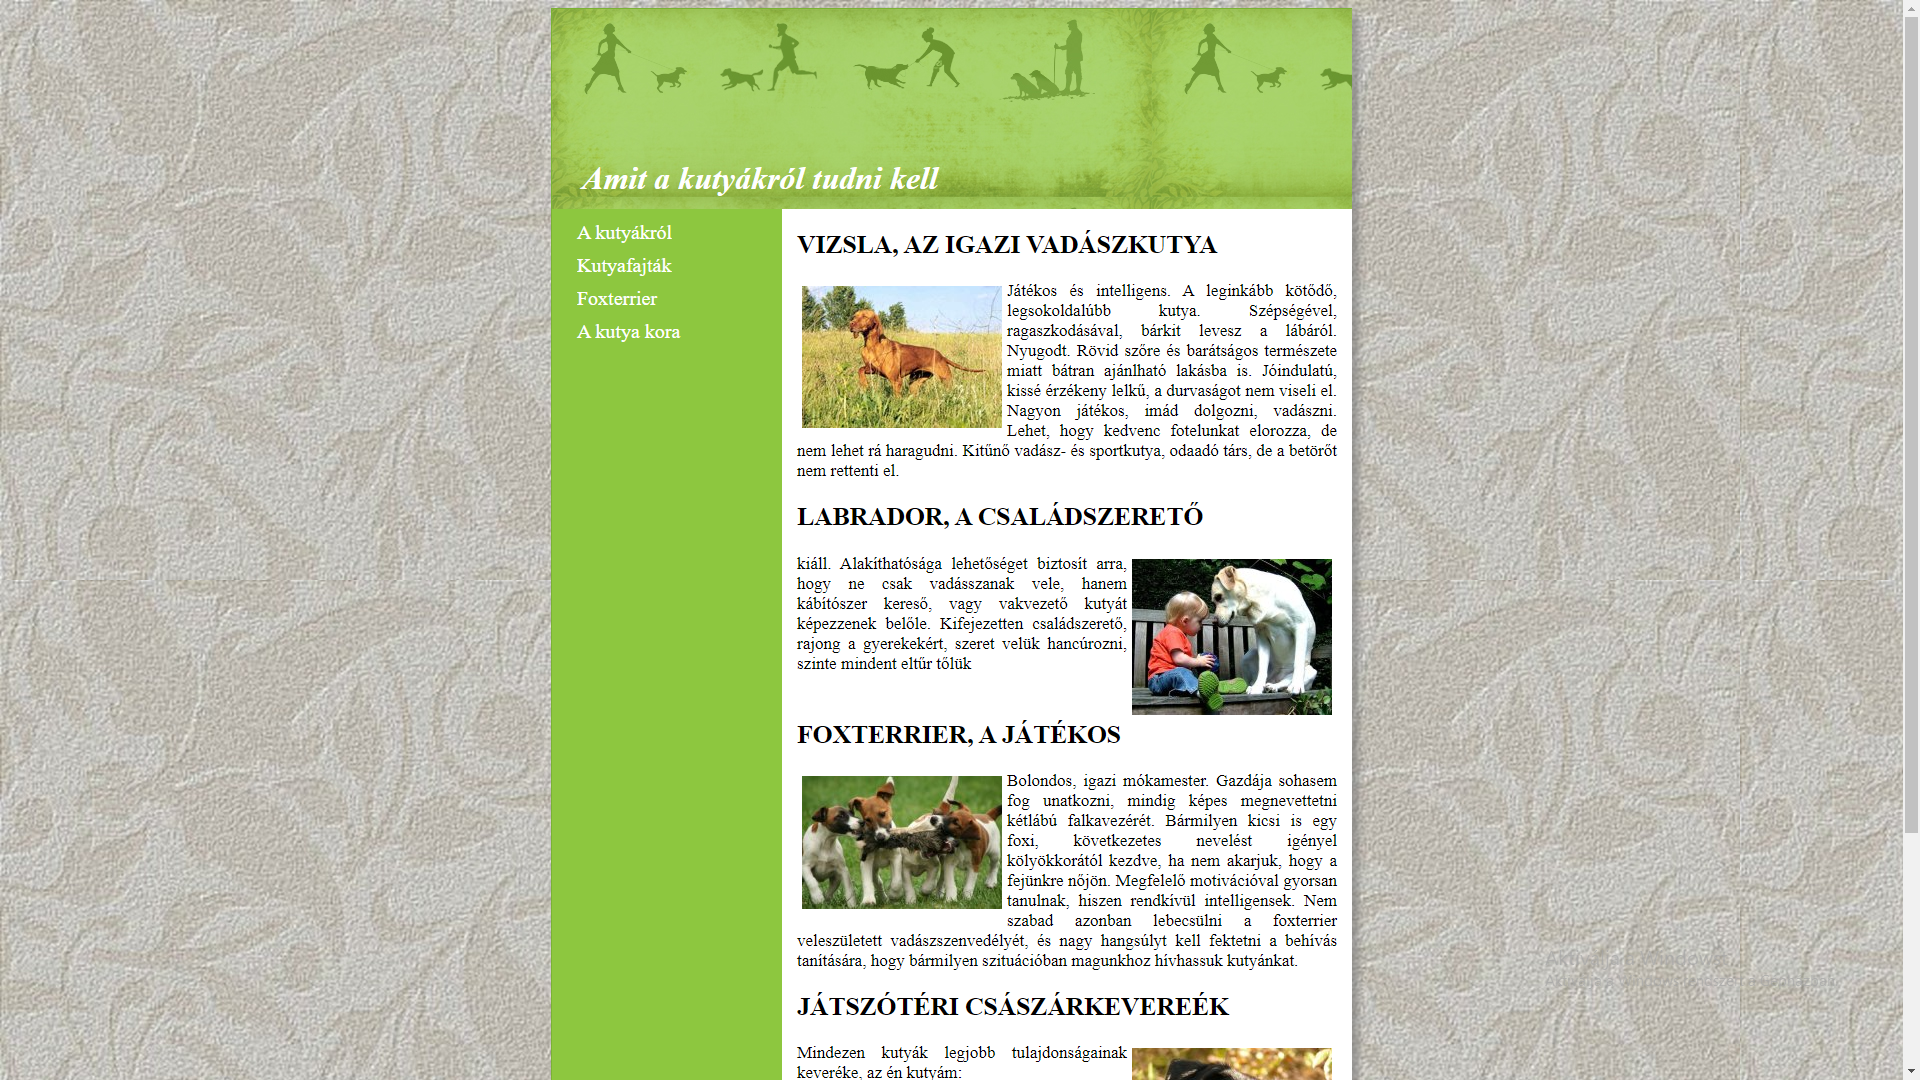 Amit a kutyákról tudni kell
A kutyákról
Kutyafajták
Foxterrier
A kutya kora
VIZSLA, AZ IGAZI VADÁSZKUTYA
Játékos és intelligens. A leginkább kötődő,
legsokoldalúbb kutya. Szépségével,
ragaszkodásával, bárkit levesz a lábáról.
Nyugodt. Rövid szőre és barátságos természete
miatt bátran ajánlható lakásba is. Jóindulatú,
kissé érzékeny lelkű, a durvaságot nem viseli el.
Nagyon játékos, imád dolgozni, vadászni.
Lehet, hogy kedvenc fotelunkat elorozza, de
nem lehet rá haragudni. Kitűnő vadász- és sportkutya, odaadó társ, de a betörőt
nem rettenti el.
LABRADOR, A CSALÁDSZERETŐ
kiáll. Alakíthatósága lehetőséget biztosít arra,
hogy ne csak vadásszanak vele, hanem
kábítószer kereső, vagy vakvezető kutyát
képezzenek belőle. Kifejezetten családszerető,
rajong a gyerekekért, szeret velük hancúrozni,
szinte mindent eltűr tőlük
FOXTERRIER, A JÁTÉKOS
Bolondos, igazi mókamester. Gazdája sohasem
fog unatkozni, mindig képes megnevettetni
kétlábú falkavezérét. Bármilyen kicsi is egy
foxi, következetes nevelést igényel
kölyökkorától kezdve, ha nem akarjuk, hogy a
fejünkre nőjön. Megfelelő motivációval gyorsan
tanulnak, hiszen rendkívül intelligensek. Nem
szabad azonban lebecsülni a foxterrier
veleszületett vadászszenvedélyét, és nagy hangsúlyt kell fektetni a behívás
tanítására, hogy bármilyen szituációban magunkhoz hívhassuk kutyánkat.
JÁTSZÓTÉRI CSÁSZÁRKEVEREÉK
Mindezen kutyák legjobb tulajdonságainak
keveréke, az én kutyám: